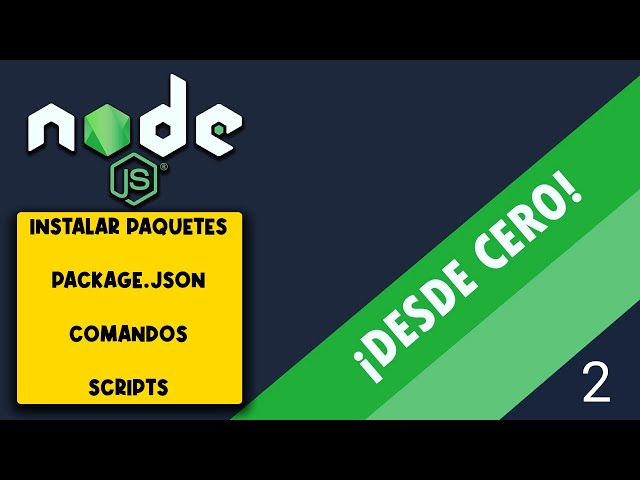 node
JS®
INSTALAR PAQUETES
PACKAGE.JSON
COMANDOS
SCRIPTS
¡DESDE CERO!
2